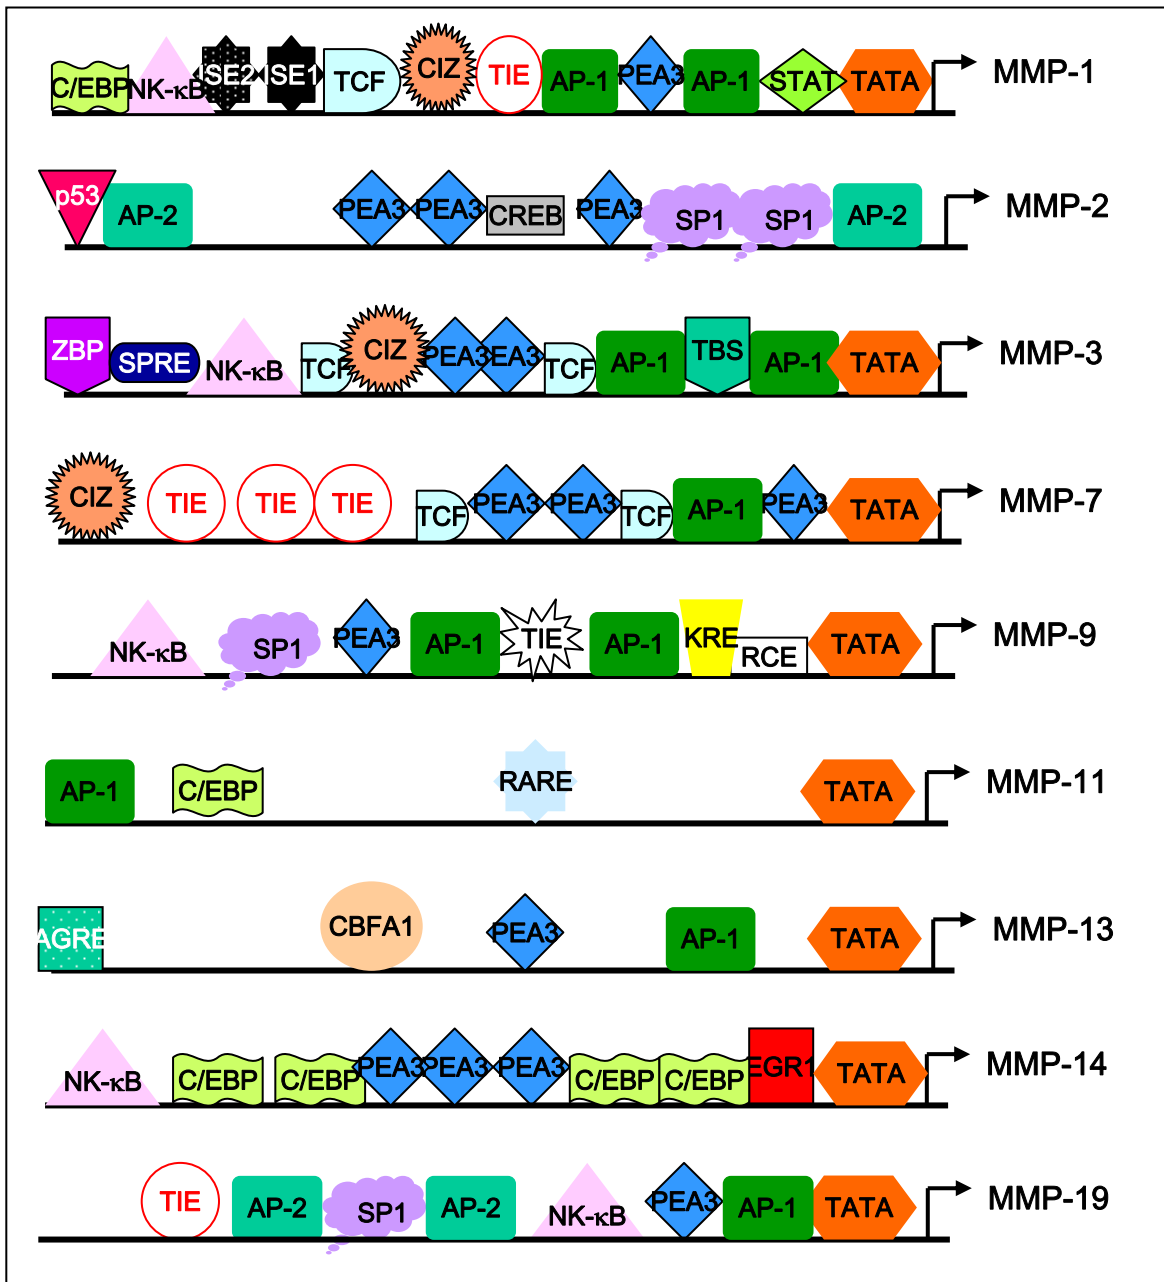 C/EBP NK-κB ISE2 ISE1 TCF CIZ TIE AP-1 PEA3 AP-1 STAT TATA MMP-1
p53 AP-2 PEA3 PEA3 CREB PEA3 SP1 SP1 AP-2 MMP-2
ZBP SPRE NK-κB TCF CIZ PEA3 PEA3 TCF AP-1 TBS AP-1 TATA MMP-3
CIZ TIE TIE TIE TCF PEA3 PEA3 TCF AP-1 PEA3 TATA MMP-7
NK-κB SP1 PEA3 AP-1 TIE AP-1 KRE RCE TATA MMP-9
AP-1 C/EBP RARE TATA MMP-11
AGRE CBFA1 PEA3 AP-1 TATA MMP-13
NK-κB C/EBP C/EBP PEA3 PEA3 PEA3 C/EBP C/EBP EGR1 TATA MMP-14
TIE AP-2 SP1 AP-2 NK-κB PEA3 AP-1 TATA MMP-19